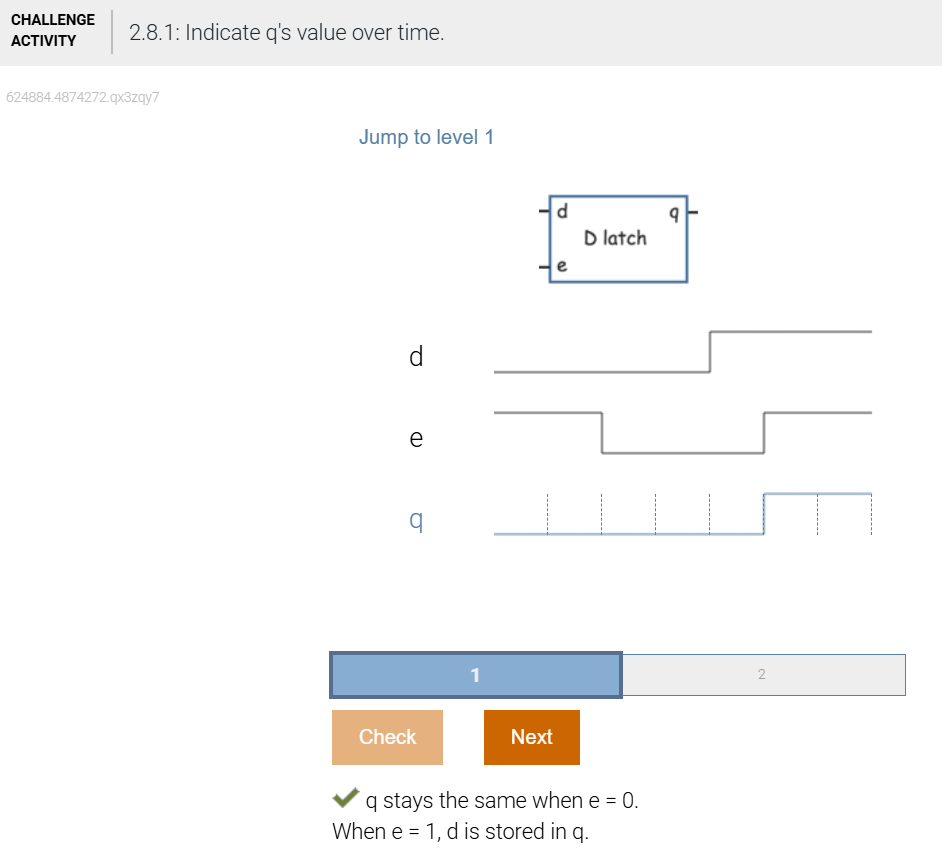 CHALLENGE
ACTIVITY
2.8.1: Indicate q's value over time.
624884.4874272.qx3zqy7
Jump to level 1
d
q
D latch
e
d
e
q
1
2
Check
Next
q stays the same when e = 0.
When e = 1, d is stored in q.